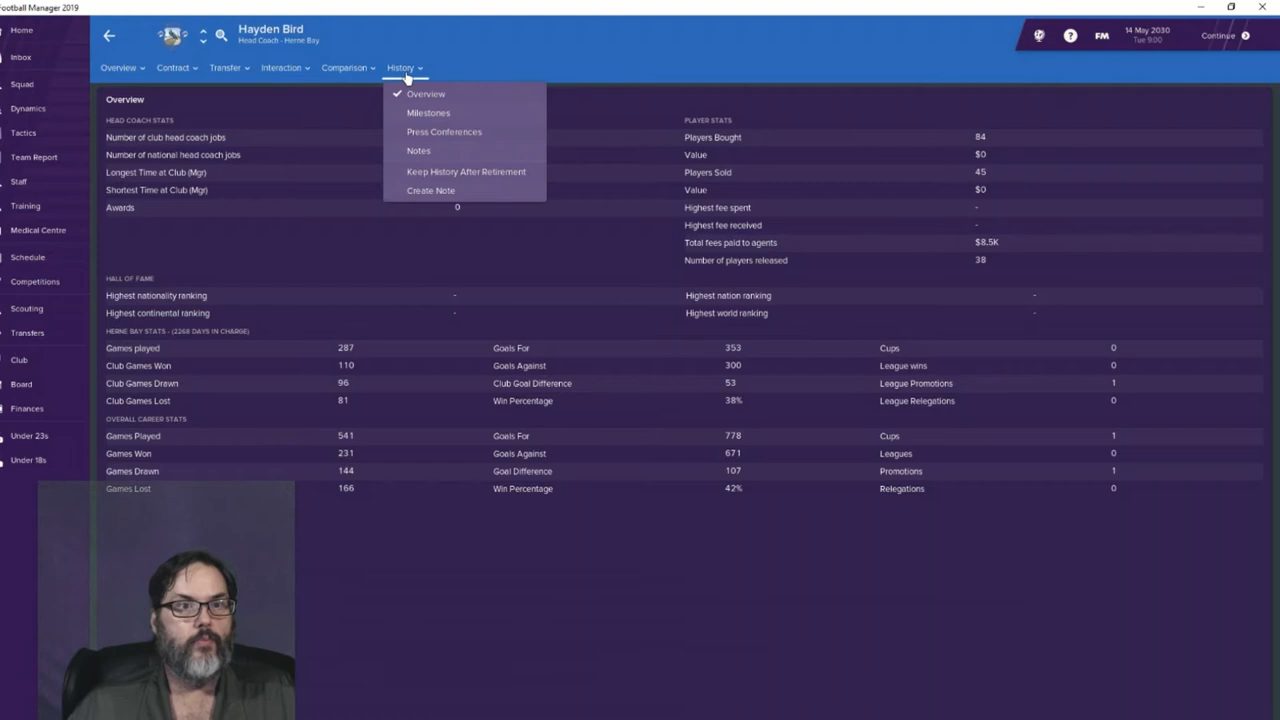 Football Manager 2019
Hayden Bird
Head Coach - Herne Bay
14 May 2030
Tue 9:00
Continue
FM
Overview Contract Transfer Interaction Comparison History
Home
Inbox
Squad
Dynamics
Tactics
Team Report
Staff
Training
Medical Centre
Schedule
Competitions
Scouting
Transfers
Club
Board
Finances
Under 23s
Under 18s
Overview
Milestones
Press Conferences
Notes
Keep History After Retirement
Create Note
Overview
HEAD COACH STATS
Number of club head coach jobs
Number of national head coach jobs
Longest Time at Club (Mgr)
Shortest Time at Club (Mgr)
Awards 0
PLAYER STATS
Players Bought 84
Value $0
Players Sold 45
Value $0
Highest fee spent -
Highest fee received -
Total fees paid to agents $8.5K
Number of players released 38
HALL OF FAME
Highest nationality ranking - Highest nation ranking -
Highest continental ranking - Highest world ranking -
HERNE BAY STATS - (2268 DAYS IN CHARGE)
Games played 287 Goals For 353 Cups 0
Club Games Won 110 Goals Against 300 League wins 0
Club Games Drawn 96 Club Goal Difference 53 League Promotions 1
Club Games Lost 81 Win Percentage 38% League Relegations 0
OVERALL CAREER STATS
Games Played 541 Goals For 778 Cups 1
Games Won 231 Goals Against 671 Leagues 0
Games Drawn 144 Goal Difference 107 Promotions 1
Games Lost 166 Win Percentage 42% Relegations 0